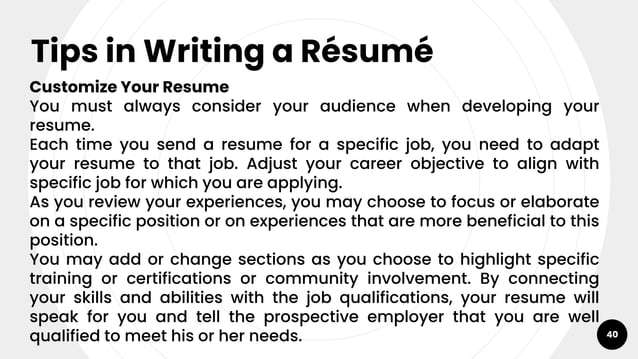 Tips in Writing a Résumé
Customize Your Resume
You must always consider your audience when developing your
resume.
Each time you send a resume for a specific job, you need to adapt
your resume to that job. Adjust your career objective to align with
specific job for which you are applying.
As you review your experiences, you may choose to focus or elaborate
on a specific position or on experiences that are more beneficial to this
position.
You may add or change sections as you choose to highlight specific
training or certifications or community involvement. By connecting
your skills and abilities with the job qualifications, your resume will
speak for you and tell the prospective employer that you are well
qualified to meet his or her needs.
40